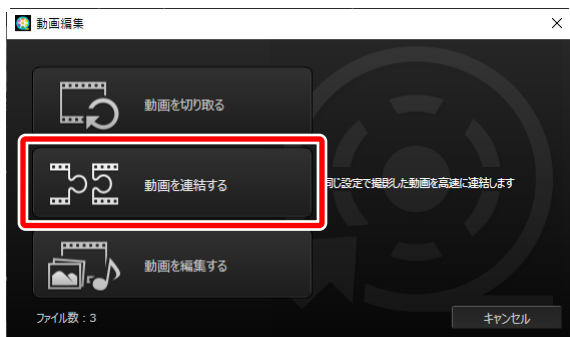 動画編集
動画を切り取る
動画を連結する
同じ設定で撮影した動画を高速に連結します
動画を編集する
ファイル数：3
キャンセル